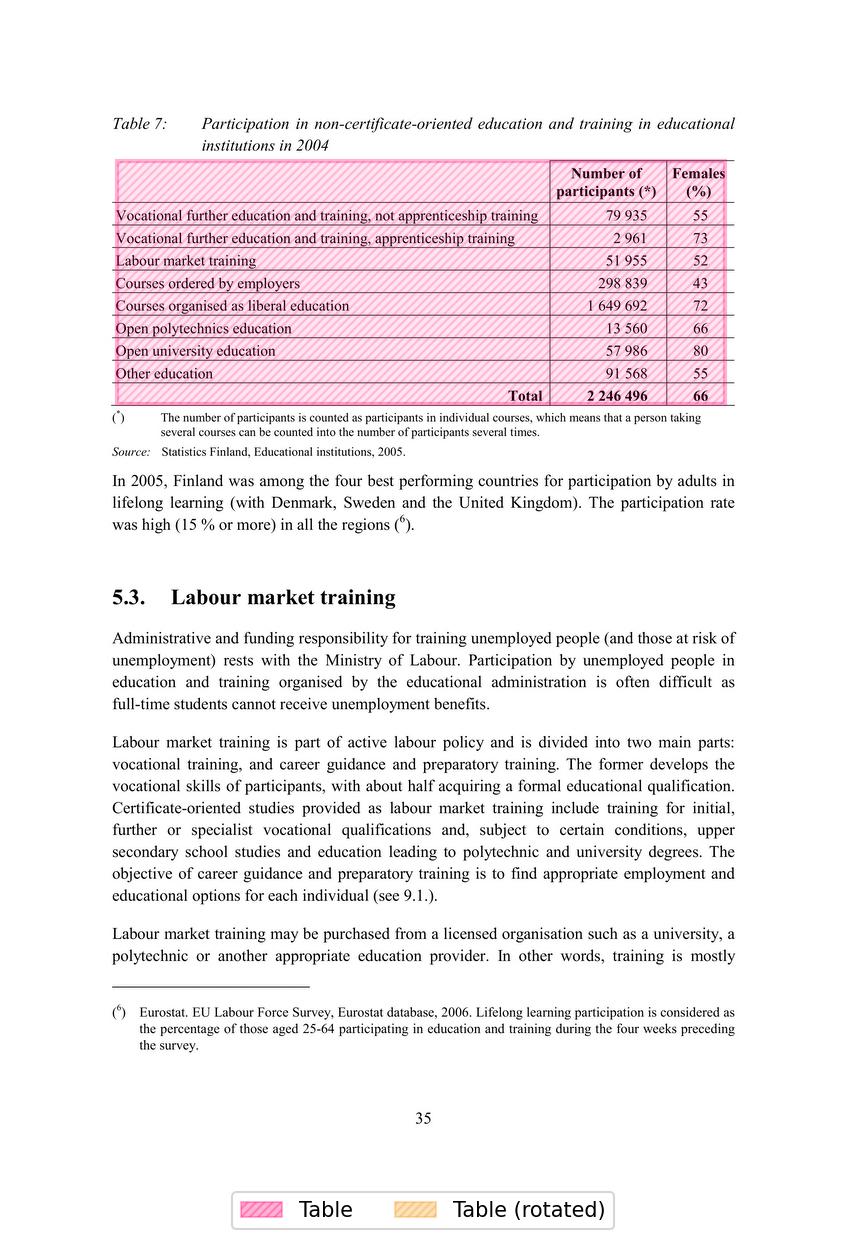 Table 7: Participation in non-certificate-oriented education and training in educational
institutions in 2004
Number of participants (*) Females (%)
Vocational further education and training, not apprenticeship training 79 935 55
Vocational further education and training, apprenticeship training 2 961 73
Labour market training 51 955 52
Courses ordered by employers 298 839 43
Courses organised as liberal education 1 649 692 72
Open polytechnics education 13 560 66
Open university education 57 986 80
Other education 91 568 55
Total 2 246 496 66
(*) The number of participants is counted as participants in individual courses, which means that a person taking
several courses can be counted into the number of participants several times.
Source: Statistics Finland, Educational institutions, 2005.
In 2005, Finland was among the four best performing countries for participation by adults in
lifelong learning (with Denmark, Sweden and the United Kingdom). The participation rate
was high (15 % or more) in all the regions (6).
5.3. Labour market training
Administrative and funding responsibility for training unemployed people (and those at risk of
unemployment) rests with the Ministry of Labour. Participation by unemployed people in
education and training organised by the educational administration is often difficult as
full-time students cannot receive unemployment benefits.
Labour market training is part of active labour policy and is divided into two main parts:
vocational training, and career guidance and preparatory training. The former develops the
vocational skills of participants, with about half acquiring a formal educational qualification.
Certificate-oriented studies provided as labour market training include training for initial,
further or specialist vocational qualifications and, subject to certain conditions, upper
secondary school studies and education leading to polytechnic and university degrees. The
objective of career guidance and preparatory training is to find appropriate employment and
educational options for each individual (see 9.1.).
Labour market training may be purchased from a licensed organisation such as a university, a
polytechnic or another appropriate education provider. In other words, training is mostly
(6) Eurostat. EU Labour Force Survey, Eurostat database, 2006. Lifelong learning participation is considered as
the percentage of those aged 25-64 participating in education and training during the four weeks preceding
the survey.
35
Table Table (rotated)